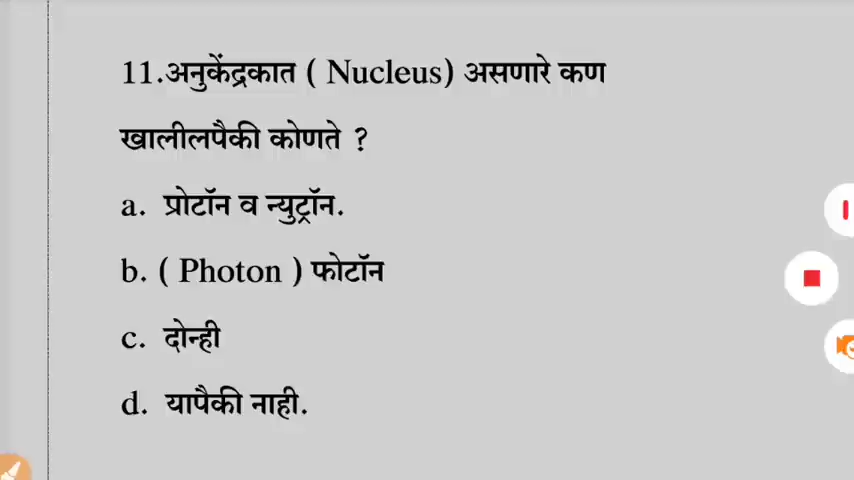 11.अनुकेंद्रकात ( Nucleus) असणारे कण
खालीलपैकी कोणते ?
a. प्रोटॉन व न्युट्रॉन.
b. ( Photon ) फोटॉन
c. दोन्ही
d. यापैकी नाही.